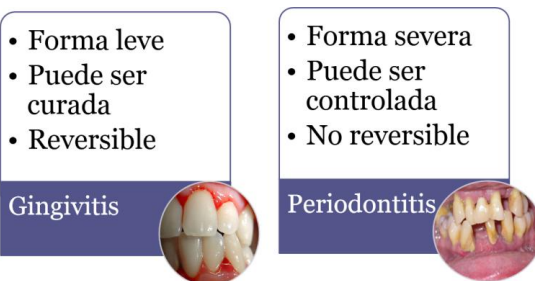 • Forma leve
• Puede ser
curada
• Reversible
Gingivitis
• Forma severa
• Puede ser
controlada
• No reversible
Periodontitis